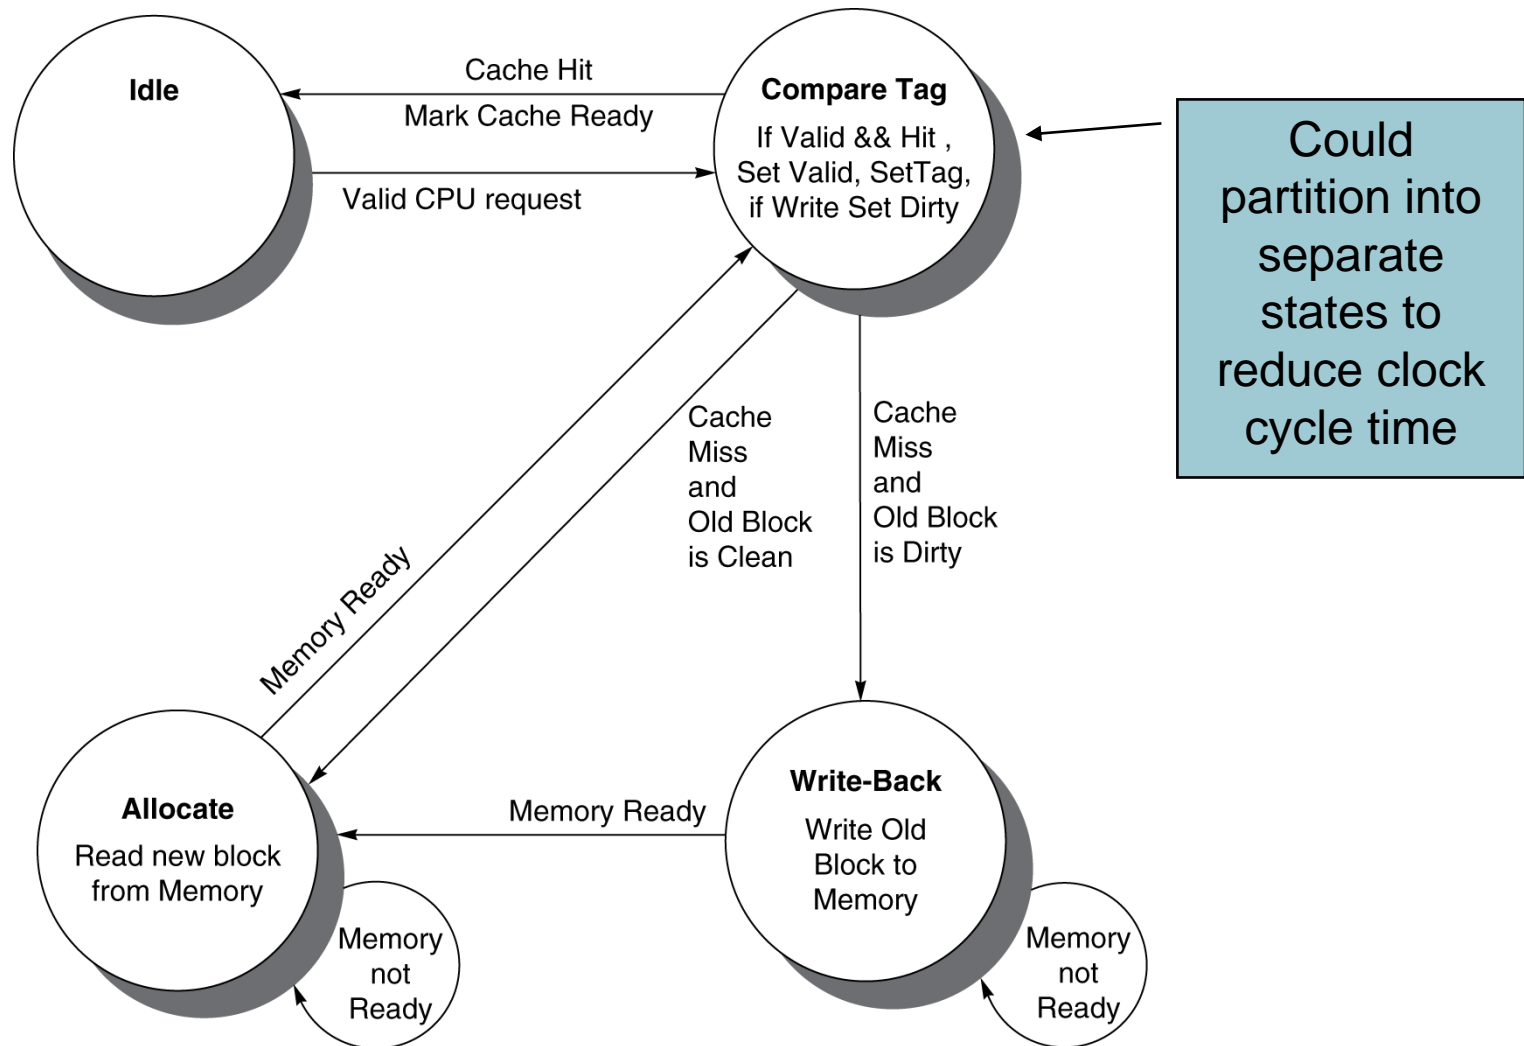 Idle
Cache Hit
Mark Cache Ready
Valid CPU request
Compare Tag
If Valid && Hit ,
Set Valid, SetTag,
if Write Set Dirty
Could
partition into
separate
states to
reduce clock
cycle time
Cache
Miss
and
Old Block
is Clean
Cache
Miss
and
Old Block
is Dirty
Memory Ready
Allocate
Read new block
from Memory
Memory
not
Ready
Memory Ready
Write-Back
Write Old
Block to
Memory
Memory
not
Ready